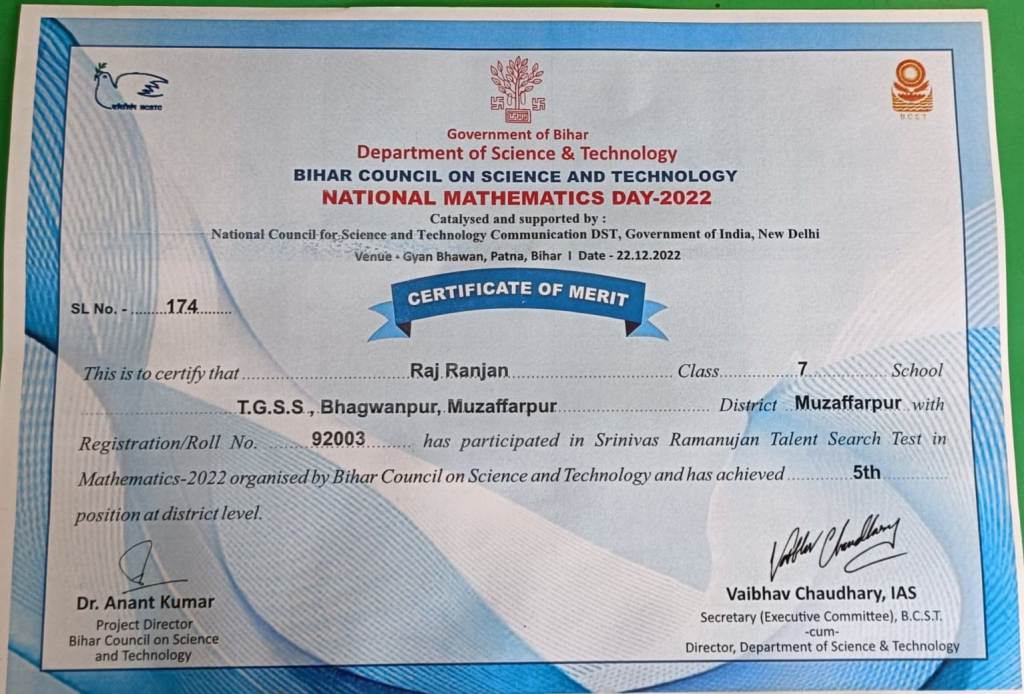 NCSTC
B.C.S.T
Government of Bihar
Department of Science & Technology
BIHAR COUNCIL ON SCIENCE AND TECHNOLOGY
NATIONAL MATHEMATICS DAY-2022
Catalysed and supported by :
National Council for Science and Technology Communication DST, Government of India, New Delhi
Venue - Gyan Bhawan, Patna, Bihar I Date - 22.12.2022
CERTIFICATE OF MERIT
SL No. - .........174.........
This is to certify that ........................................Raj Ranjan........................................ Class...................7................... School
....................................T.G.S.S., Bhagwanpur, Muzaffarpur.................................... District Muzaffarpur with
Registration/Roll No. ............92003............ has participated in Srinivas Ramanujan Talent Search Test in
Mathematics-2022 organised by Bihar Council on Science and Technology and has achieved ...............5th...............
position at district level.
Vaibhav Chaudhary
Dr. Anant Kumar
Project Director
Bihar Council on Science
and Technology
Vaibhav Chaudhary, IAS
Secretary (Executive Committee), B.C.S.T.
-cum-
Director, Department of Science & Technology